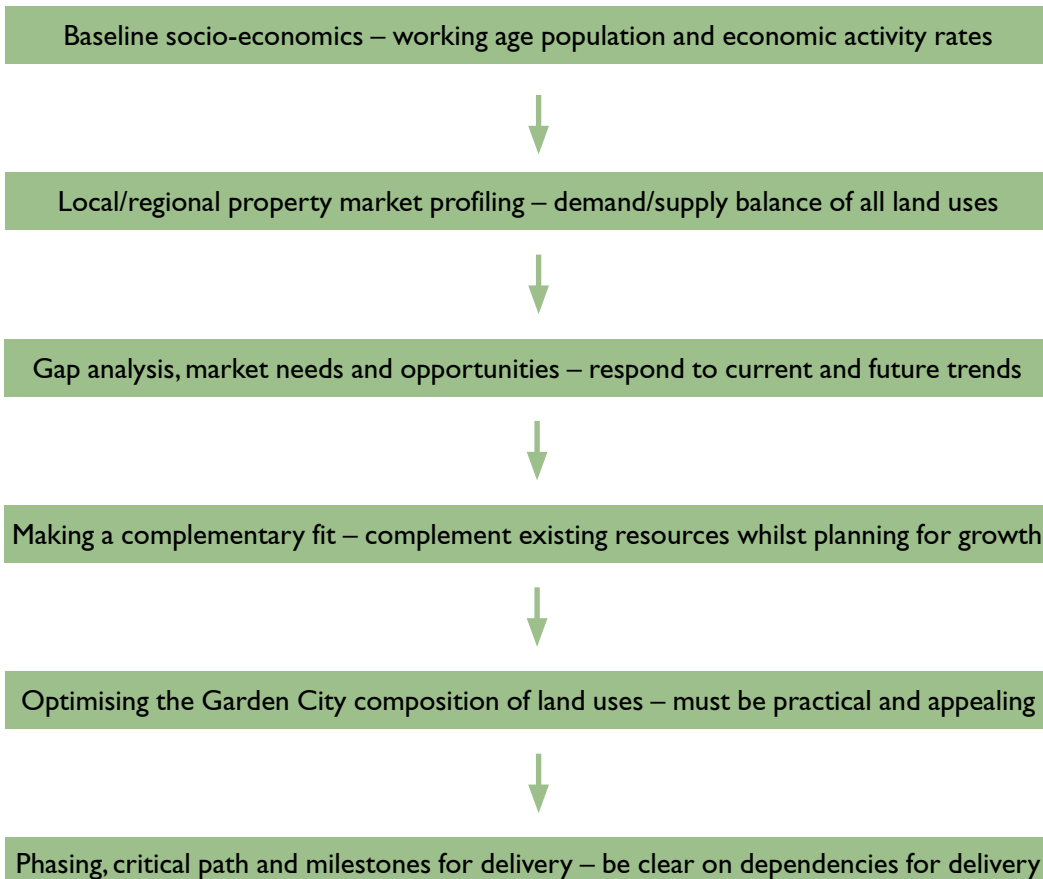 Baseline socio-economics – working age population and economic activity rates
Local/regional property market profiling – demand/supply balance of all land uses
Gap analysis, market needs and opportunities – respond to current and future trends
Making a complementary fit – complement existing resources whilst planning for growth
Optimising the Garden City composition of land uses – must be practical and appealing
Phasing, critical path and milestones for delivery – be clear on dependencies for delivery